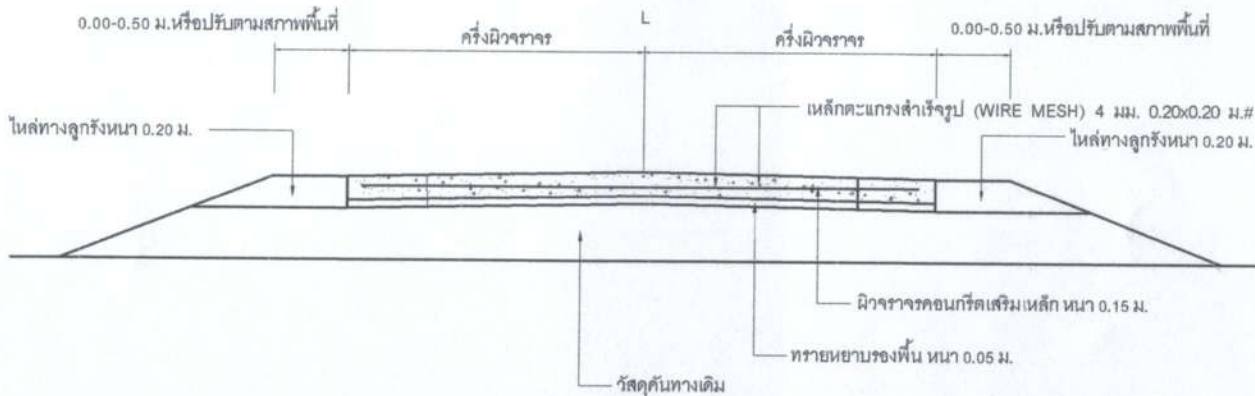 L
0.00-0.50 ม.หรือปรับตามสภาพพื้นที่
ครึ่งผิวจราจร
ครึ่งผิวจราจร
0.00-0.50 ม.หรือปรับตามสภาพพื้นที่
เหล็กตะแกรงสำเร็จรูป (WIRE MESH) 4 มม. 0.20x0.20 ม.#
ไหล่ทางลูกรังหนา 0.20 ม.
ไหล่ทางลูกรังหนา 0.20 ม.
ผิวจราจรคอนกรีตเสริมเหล็ก หนา 0.15 ม.
ทรายหยาบรองพื้น หนา 0.05 ม.
วัสดุคันทางเดิม